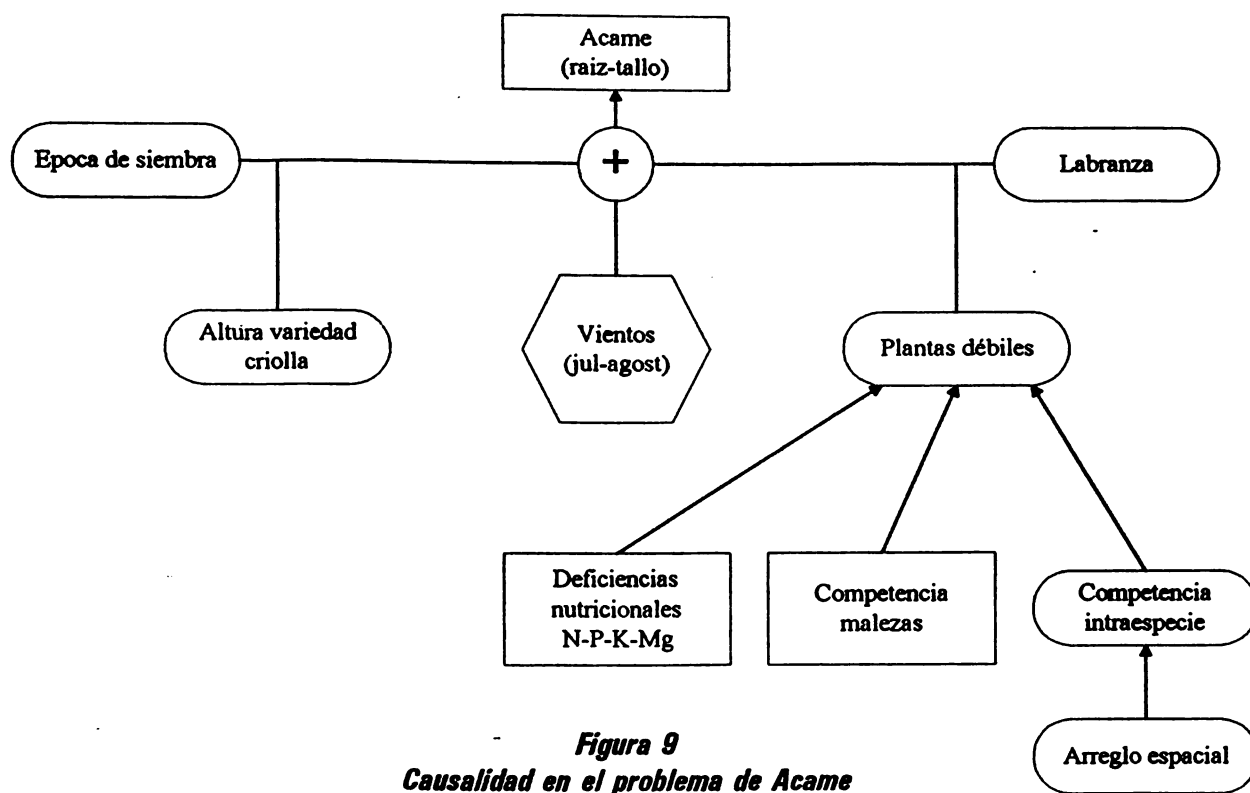 Acame
(raiz-tallo)
Epoca de siembra
+
Labranza
Altura variedad
criolla
Vientos
(jul-agost)
Plantas débiles
Deficiencias
nutricionales
N-P-K-Mg
Competencia
malezas
Competencia
intraespecie
Arreglo espacial
Figura 9
Causalidad en el problema de Acame